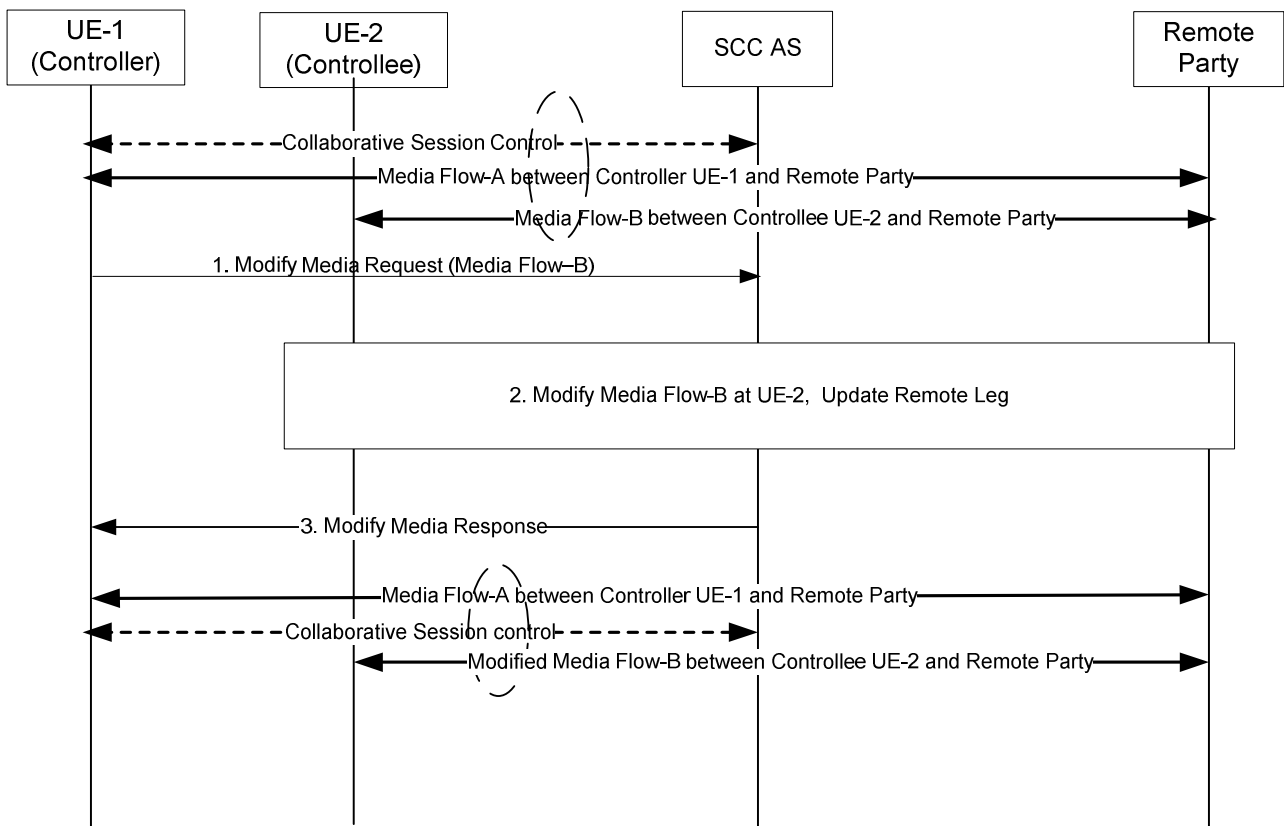 UE-1
(Controller)
UE-2
(Controllee)
SCC AS
Remote
Party
Collaborative Session Control
Media Flow-A between Controller UE-1 and Remote Party
Media Flow-B between Controllee UE-2 and Remote Party
1. Modify Media Request (Media Flow–B)
2. Modify Media Flow-B at UE-2, Update Remote Leg
3. Modify Media Response
Media Flow-A between Controller UE-1 and Remote Party
Collaborative Session control
Modified Media Flow-B between Controllee UE-2 and Remote Party